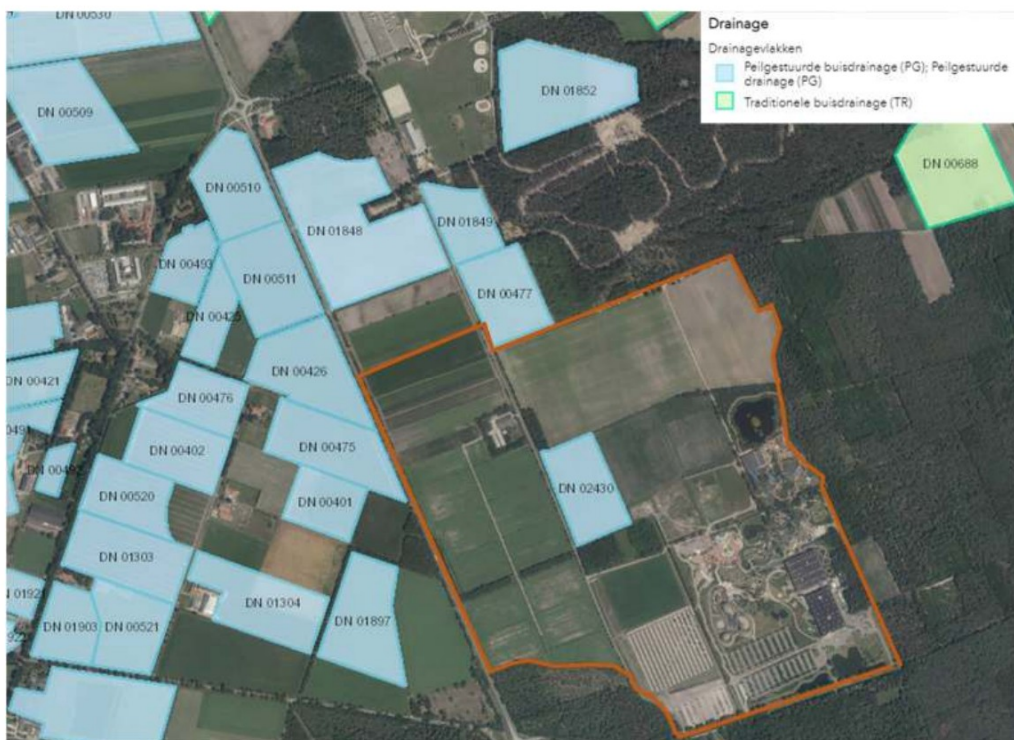 Drainage
Drainagevlakken
Peilgestuurde buisdrainage (PG); Peilgestuurde
drainage (PG)
Traditionele buisdrainage (TR)
DN 00530
DN 00509
DN 01852
DN 00688
DN 00510
DN 01848
DN 01849
DN 00493
DN 00511
DN 00477
DN 00425
DN 00426
DN 00421
DN 00476
DN 00475
DN 00402
DN 00520
DN 00401
DN 02430
DN 01303
DN 01304
DN 01897
DN 01903
DN 00521